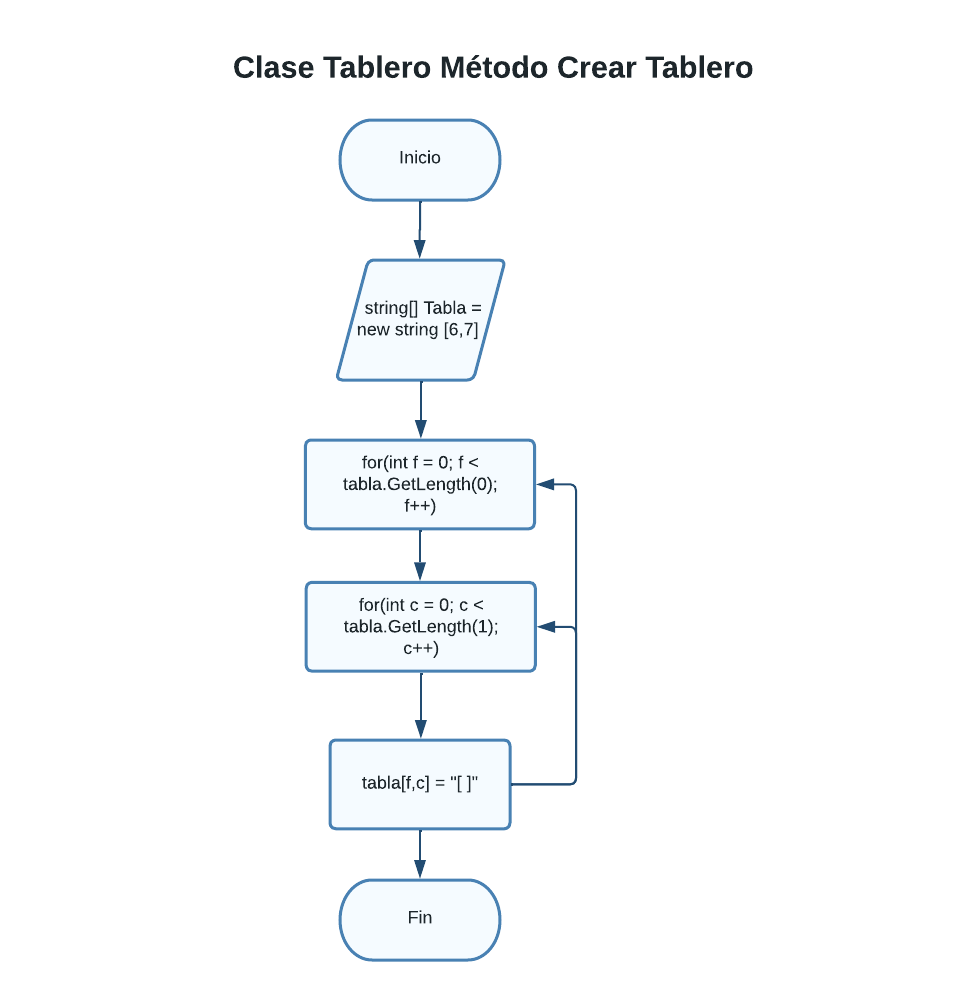 Clase Tablero Método Crear Tablero
Inicio
string[] Tabla =
new string [6,7]
for(int f = 0; f <
tabla.GetLength(0);
f++)
for(int c = 0; c <
tabla.GetLength(1);
c++)
tabla[f,c] = "[ ]"
Fin